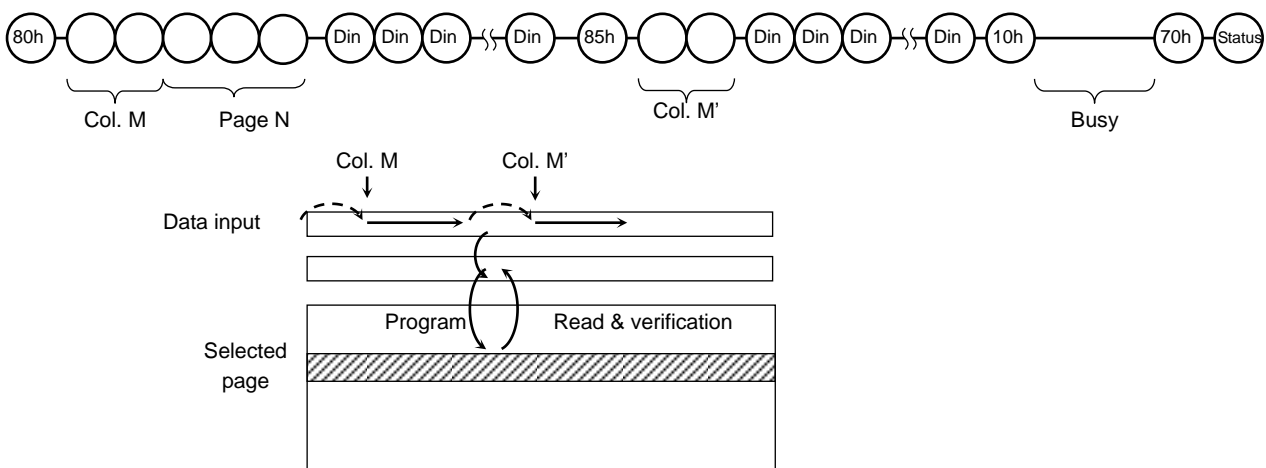 80h Din Din Din Din 85h Din Din Din Din 10h 70h Status
Col. M Page N Col. M’ Busy
Col. M Col. M’
Data input
Program Read & verification
Selected
page